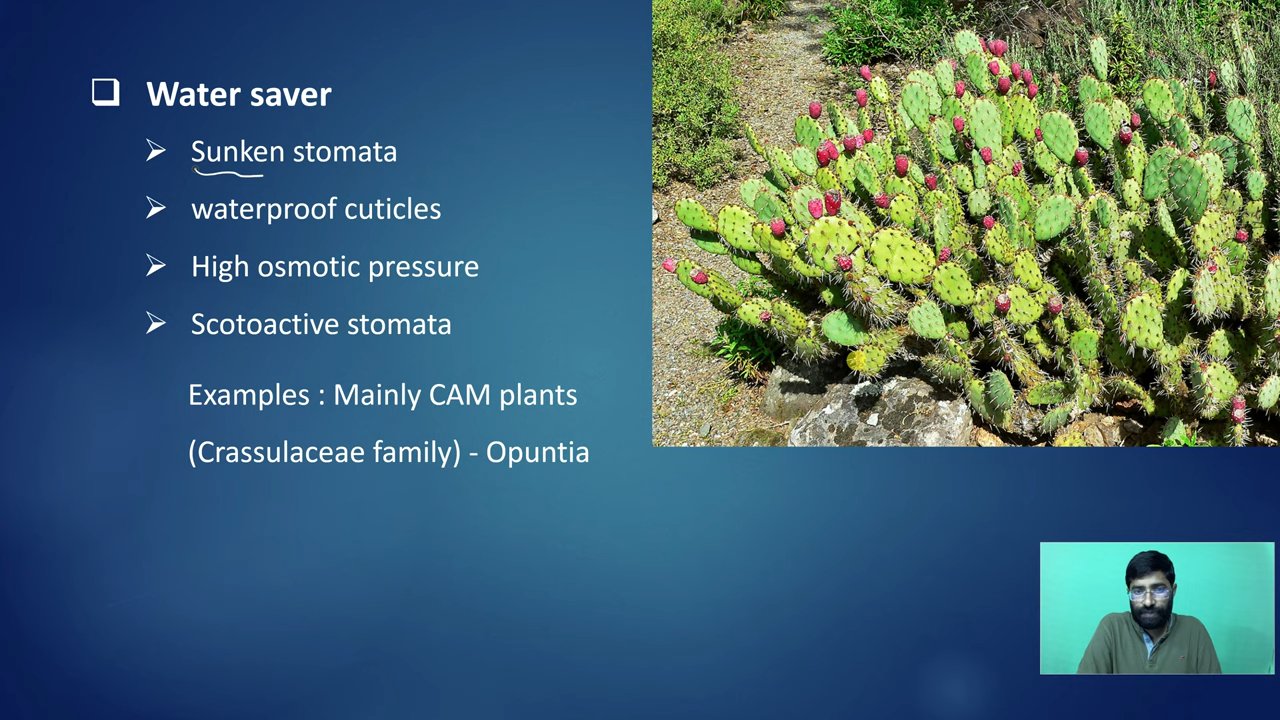 Water saver
Sunken stomata
waterproof cuticles
High osmotic pressure
Scotoactive stomata
Examples : Mainly CAM plants
(Crassulaceae family) - Opuntia